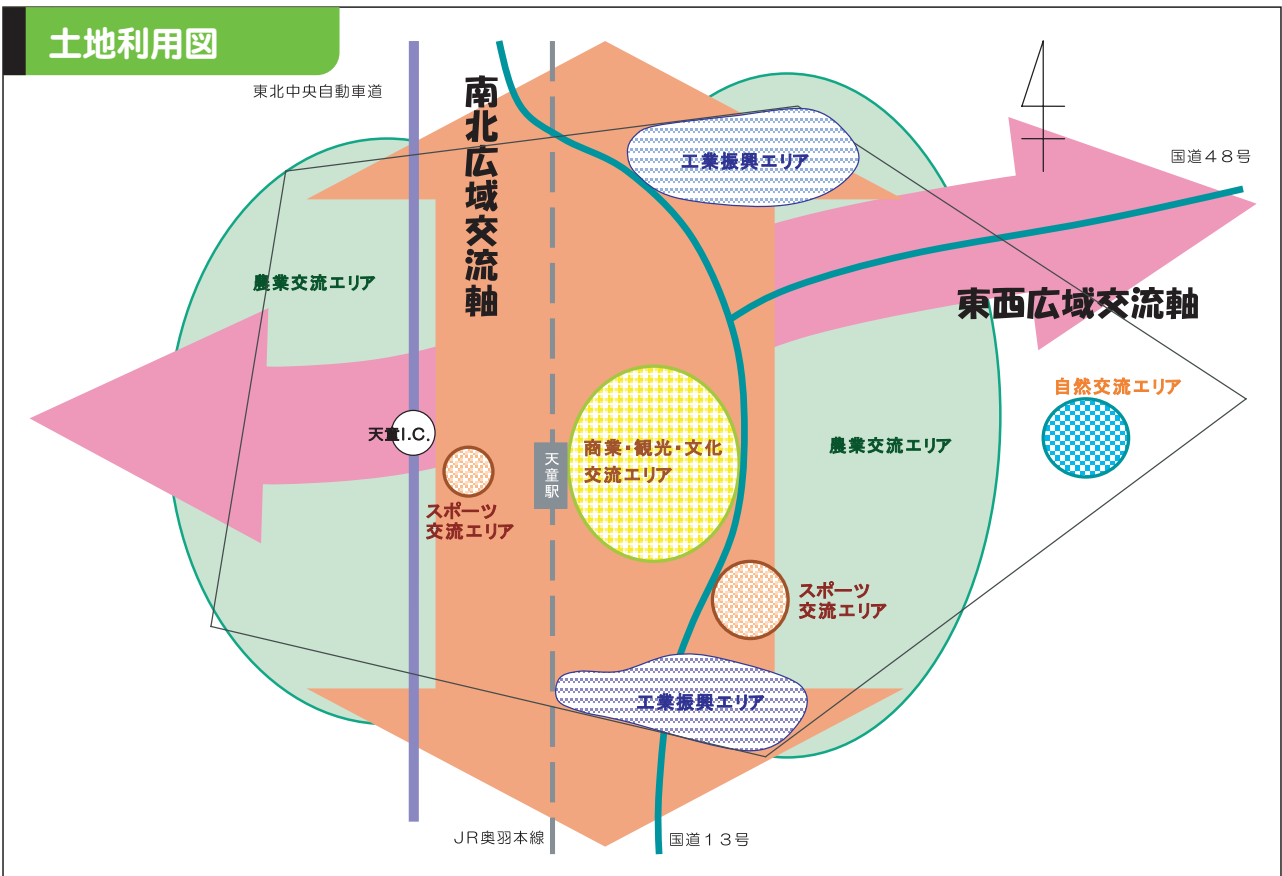 土地利用図
東北中央自動車道
南北広域交流軸
工業振興エリア
国道48号
農業交流エリア
東西広域交流軸
自然交流エリア
天童I.C.
商業・観光・文化
交流エリア
農業交流エリア
天童駅
スポーツ
交流エリア
スポーツ
交流エリア
工業振興エリア
JR奥羽本線
国道13号